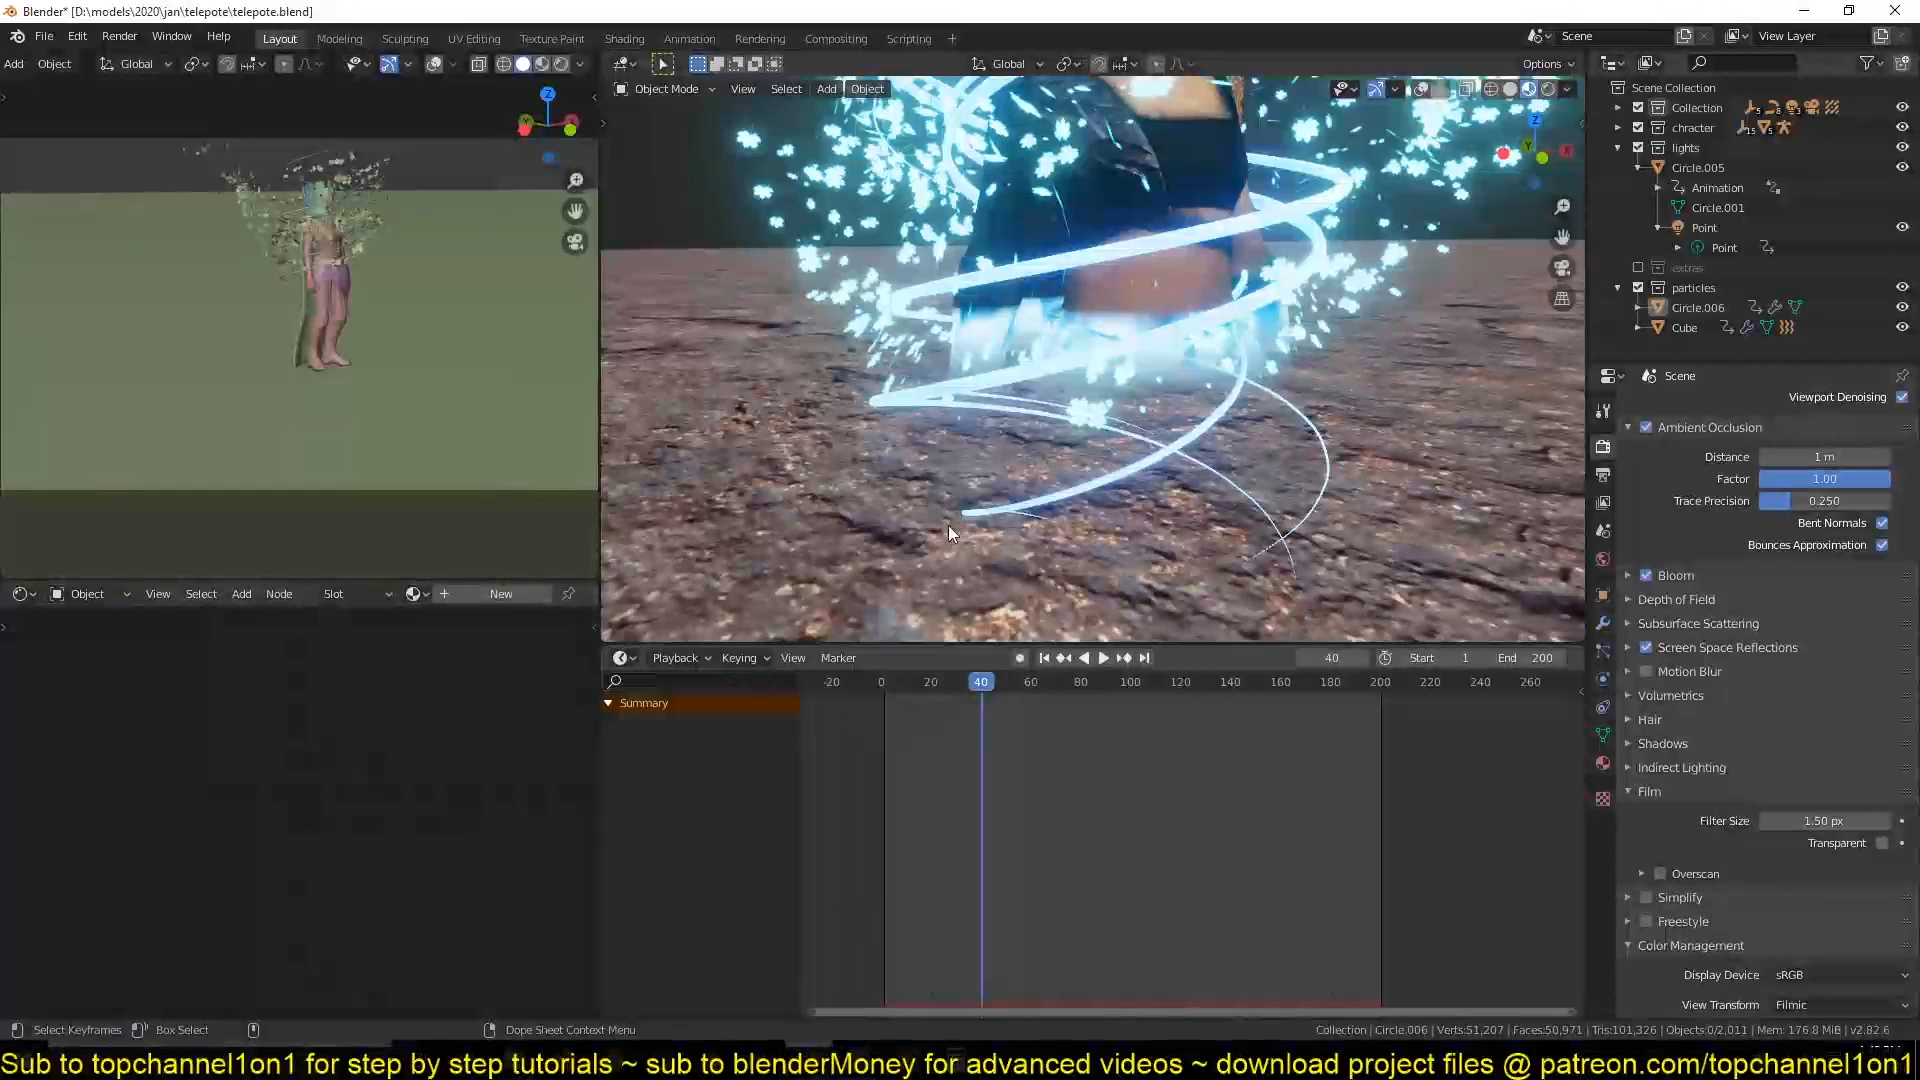 Blender* [D:\models\2020\jan\telepote\telepote.blend]
File Edit Render Window Help Layout Modeling Sculpting UV Editing Texture Paint Shading Animation Rendering Compositing Scripting + Scene View Layer
Add Object Global Global Options
Object Mode View Select Add Object
Scene Collection
Collection 5 8 3
chracter 15 5
lights
Circle.005
Animation
Circle.001
Point
Point
extras
particles
Circle.006
Cube
Z
Z
Y
X
Scene
Viewport Denoising
Ambient Occlusion
Distance 1 m
Factor 1.00
Trace Precision 0.250
Bent Normals
Bounces Approximation
Bloom
Depth of Field
Subsurface Scattering
Screen Space Reflections
Motion Blur
Volumetrics
Hair
Shadows
Indirect Lighting
Film
Filter Size 1.50 px
Transparent
Overscan
Simplify
Freestyle
Color Management
Display Device sRGB
View Transform Filmic
Object View Select Add Node Slot New
Playback Keying View Marker 40 Start 1 End 200
-20 0 20 40 60 80 100 120 140 160 180 200 220 240 260
Summary
Select Keyframes Box Select Dope Sheet Context Menu Collection | Circle.006 | Verts:51,207 | Faces:50,971 | Tris:101,326 | Objects:0/2,011 | Mem: 176.8 MiB | v2.82.6
Sub to topchannel1on1 for step by step tutorials ~ sub to blenderMoney for advanced videos ~ download project files @ patreon.com/topchannel1on1